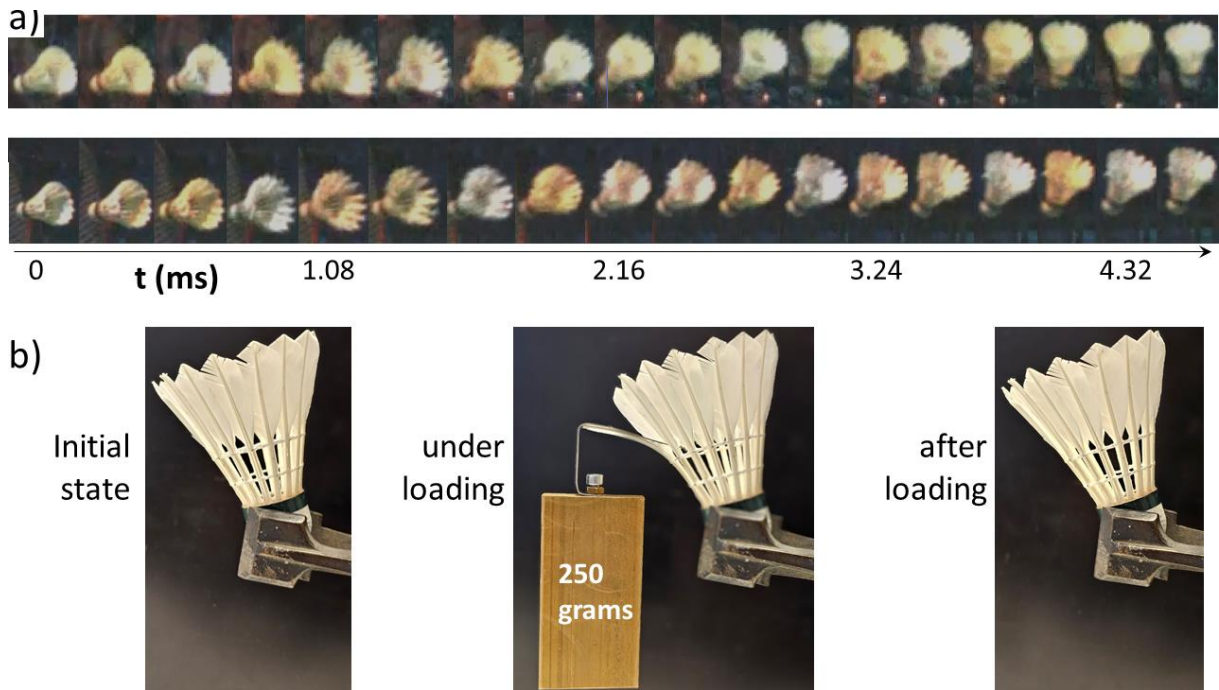 a)
0 1.08 2.16 3.24 4.32
t (ms)
b)
Initial
state
under
loading
250
grams
after
loading